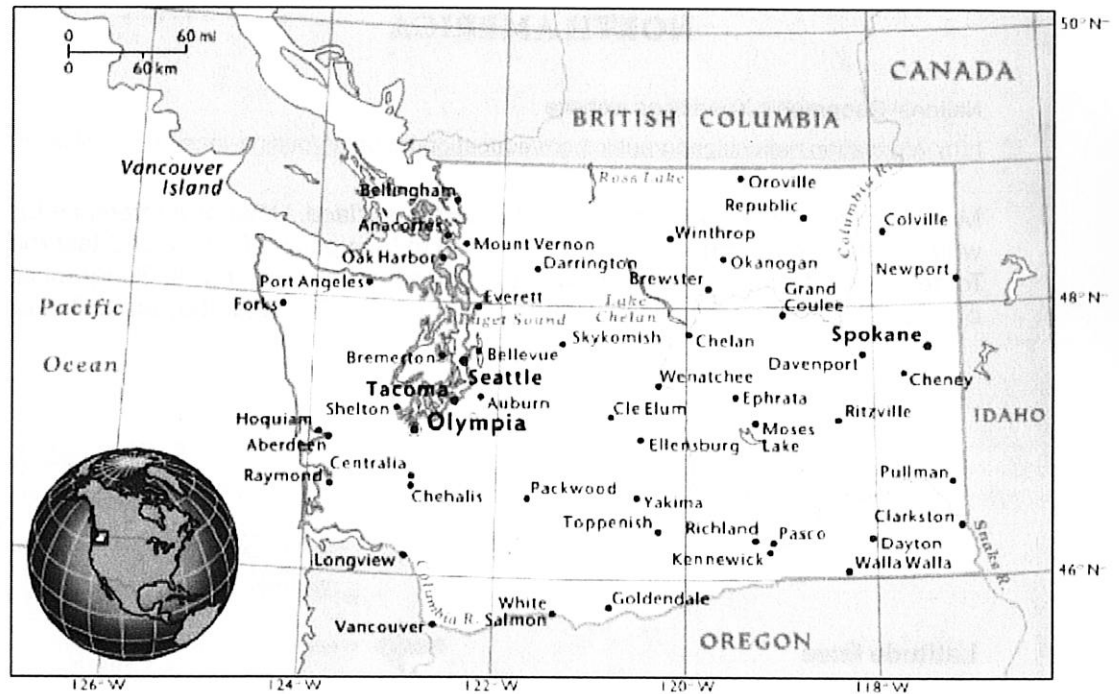 50°N
0 60 mi
0 60 km
CANADA
BRITISH COLUMBIA
Vancouver
Island
Ross Lake
Oroville
Republic
Columbia R.
Colville
Bellingham
Anacortes
Mount Vernon
Winthrop
Oak Harbor
Darrington
Okanogan
Newport
Port Angeles
Brewster
Grand
Coulee
Forks
Everett
Lake
Chelan
48°N
Pacific
Ocean
Puget Sound
Skykomish
Chelan
Spokane
Bremerton
Bellevue
Davenport
Seattle
Wenatchee
Cheney
Tacoma
Auburn
Ephrata
Shelton
Cle Elum
Ritzville
IDAHO
Olympia
Hoquiam
Moses
Lake
Aberdeen
Ellensburg
Centralia
Raymond
Pullman
Chehalis
Packwood
Yakima
Toppenish
Richland
Pasco
Clarkston
Kennewick
Dayton
Snake R.
Longview
Walla Walla
46°N
Columbia R.
White
Salmon
Goldendale
Vancouver
OREGON
126°W
124°W
122°W
120°W
118°W